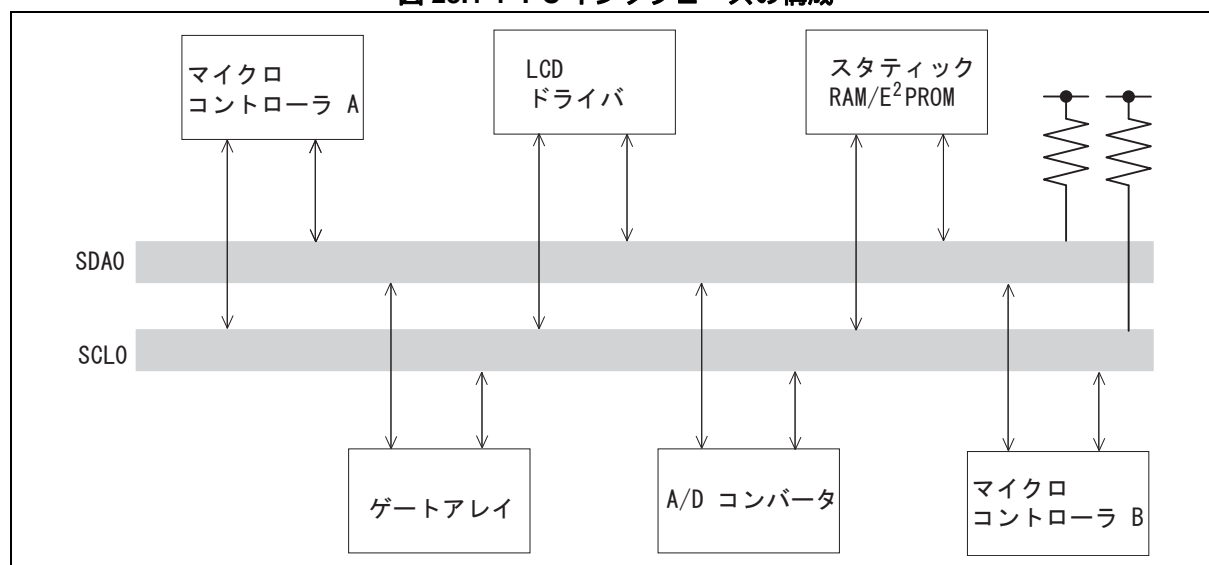 マイクロ
コントローラ A
LCD
ドライバ
スタティック
RAM/E²PROM
SDA0
SCL0
ゲートアレイ
A/D コンバータ
マイクロ
コントローラ B